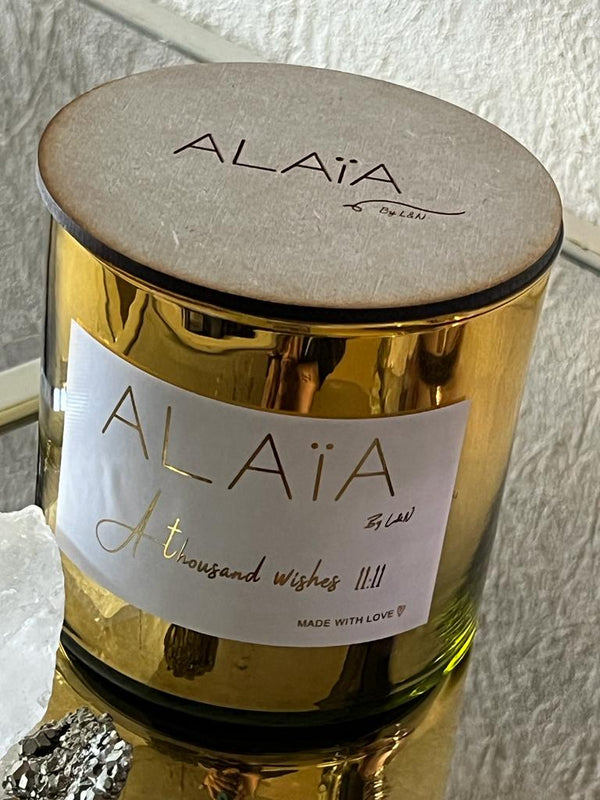 ALAïA
By L&N
ALAïA
By L&N
A thousand wishes 11:11
MADE WITH LOVE